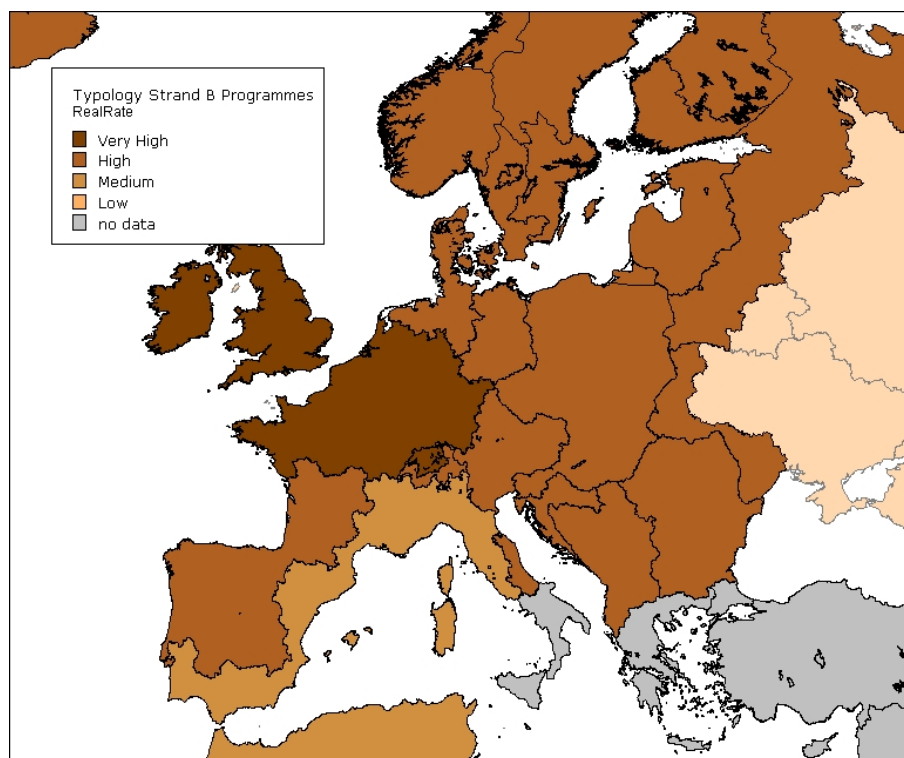 Typology Strand B Programmes
RealRate
Very High
High
Medium
Low
no data